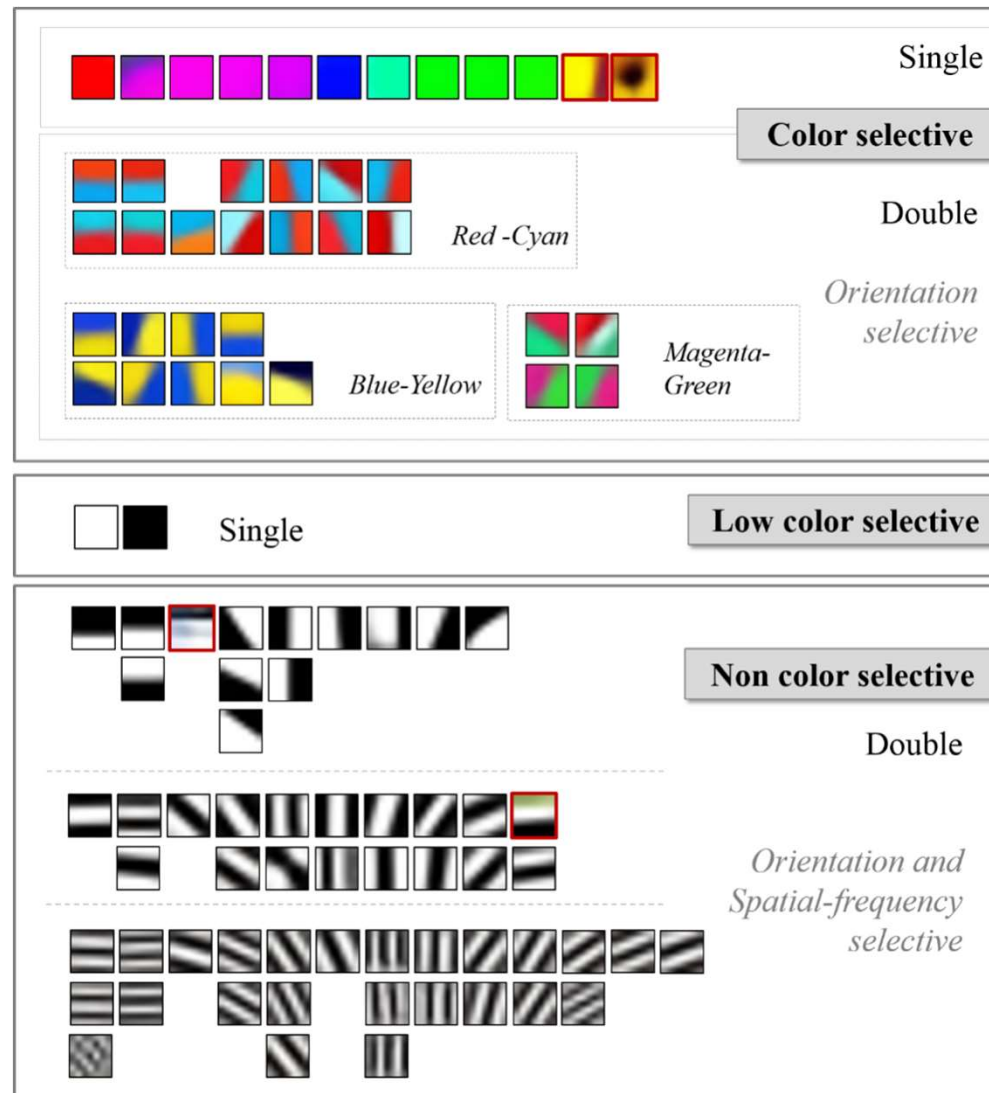 Single
Color selective
Double
Red -Cyan
Orientation
selective
Magenta-
Green
Blue-Yellow
Single
Low color selective
Non color selective
Double
Orientation and
Spatial-frequency
selective